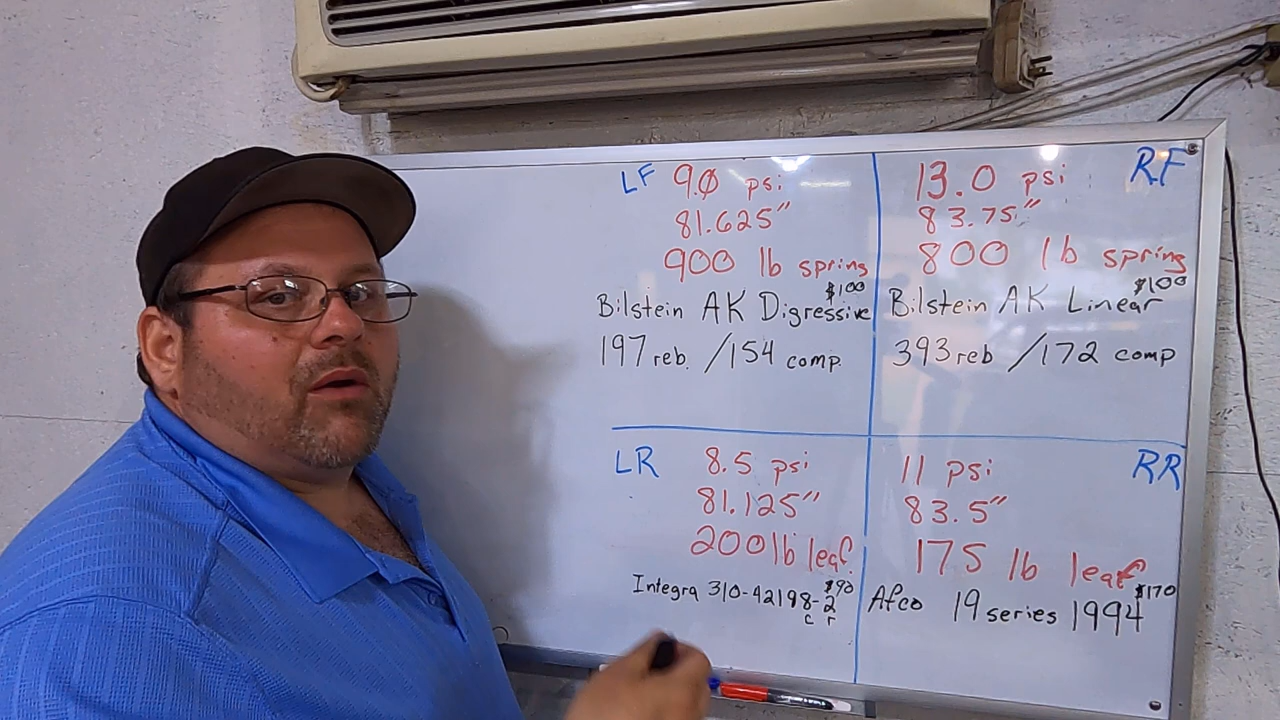 LF 9.0 psi
81.625"
900 lb spring
$100
Bilstein AK Digressive
197 reb. /154 comp.
RF
13.0 psi
83.75"
800 lb spring
$100
Bilstein AK Linear
393 reb /172 comp
LR 8.5 psi
81.125"
200 lb leaf
$90
Integra 310-42198-2
c r
RR
11 psi
83.5"
175 lb leaf
$170
Afco 19 series 1994